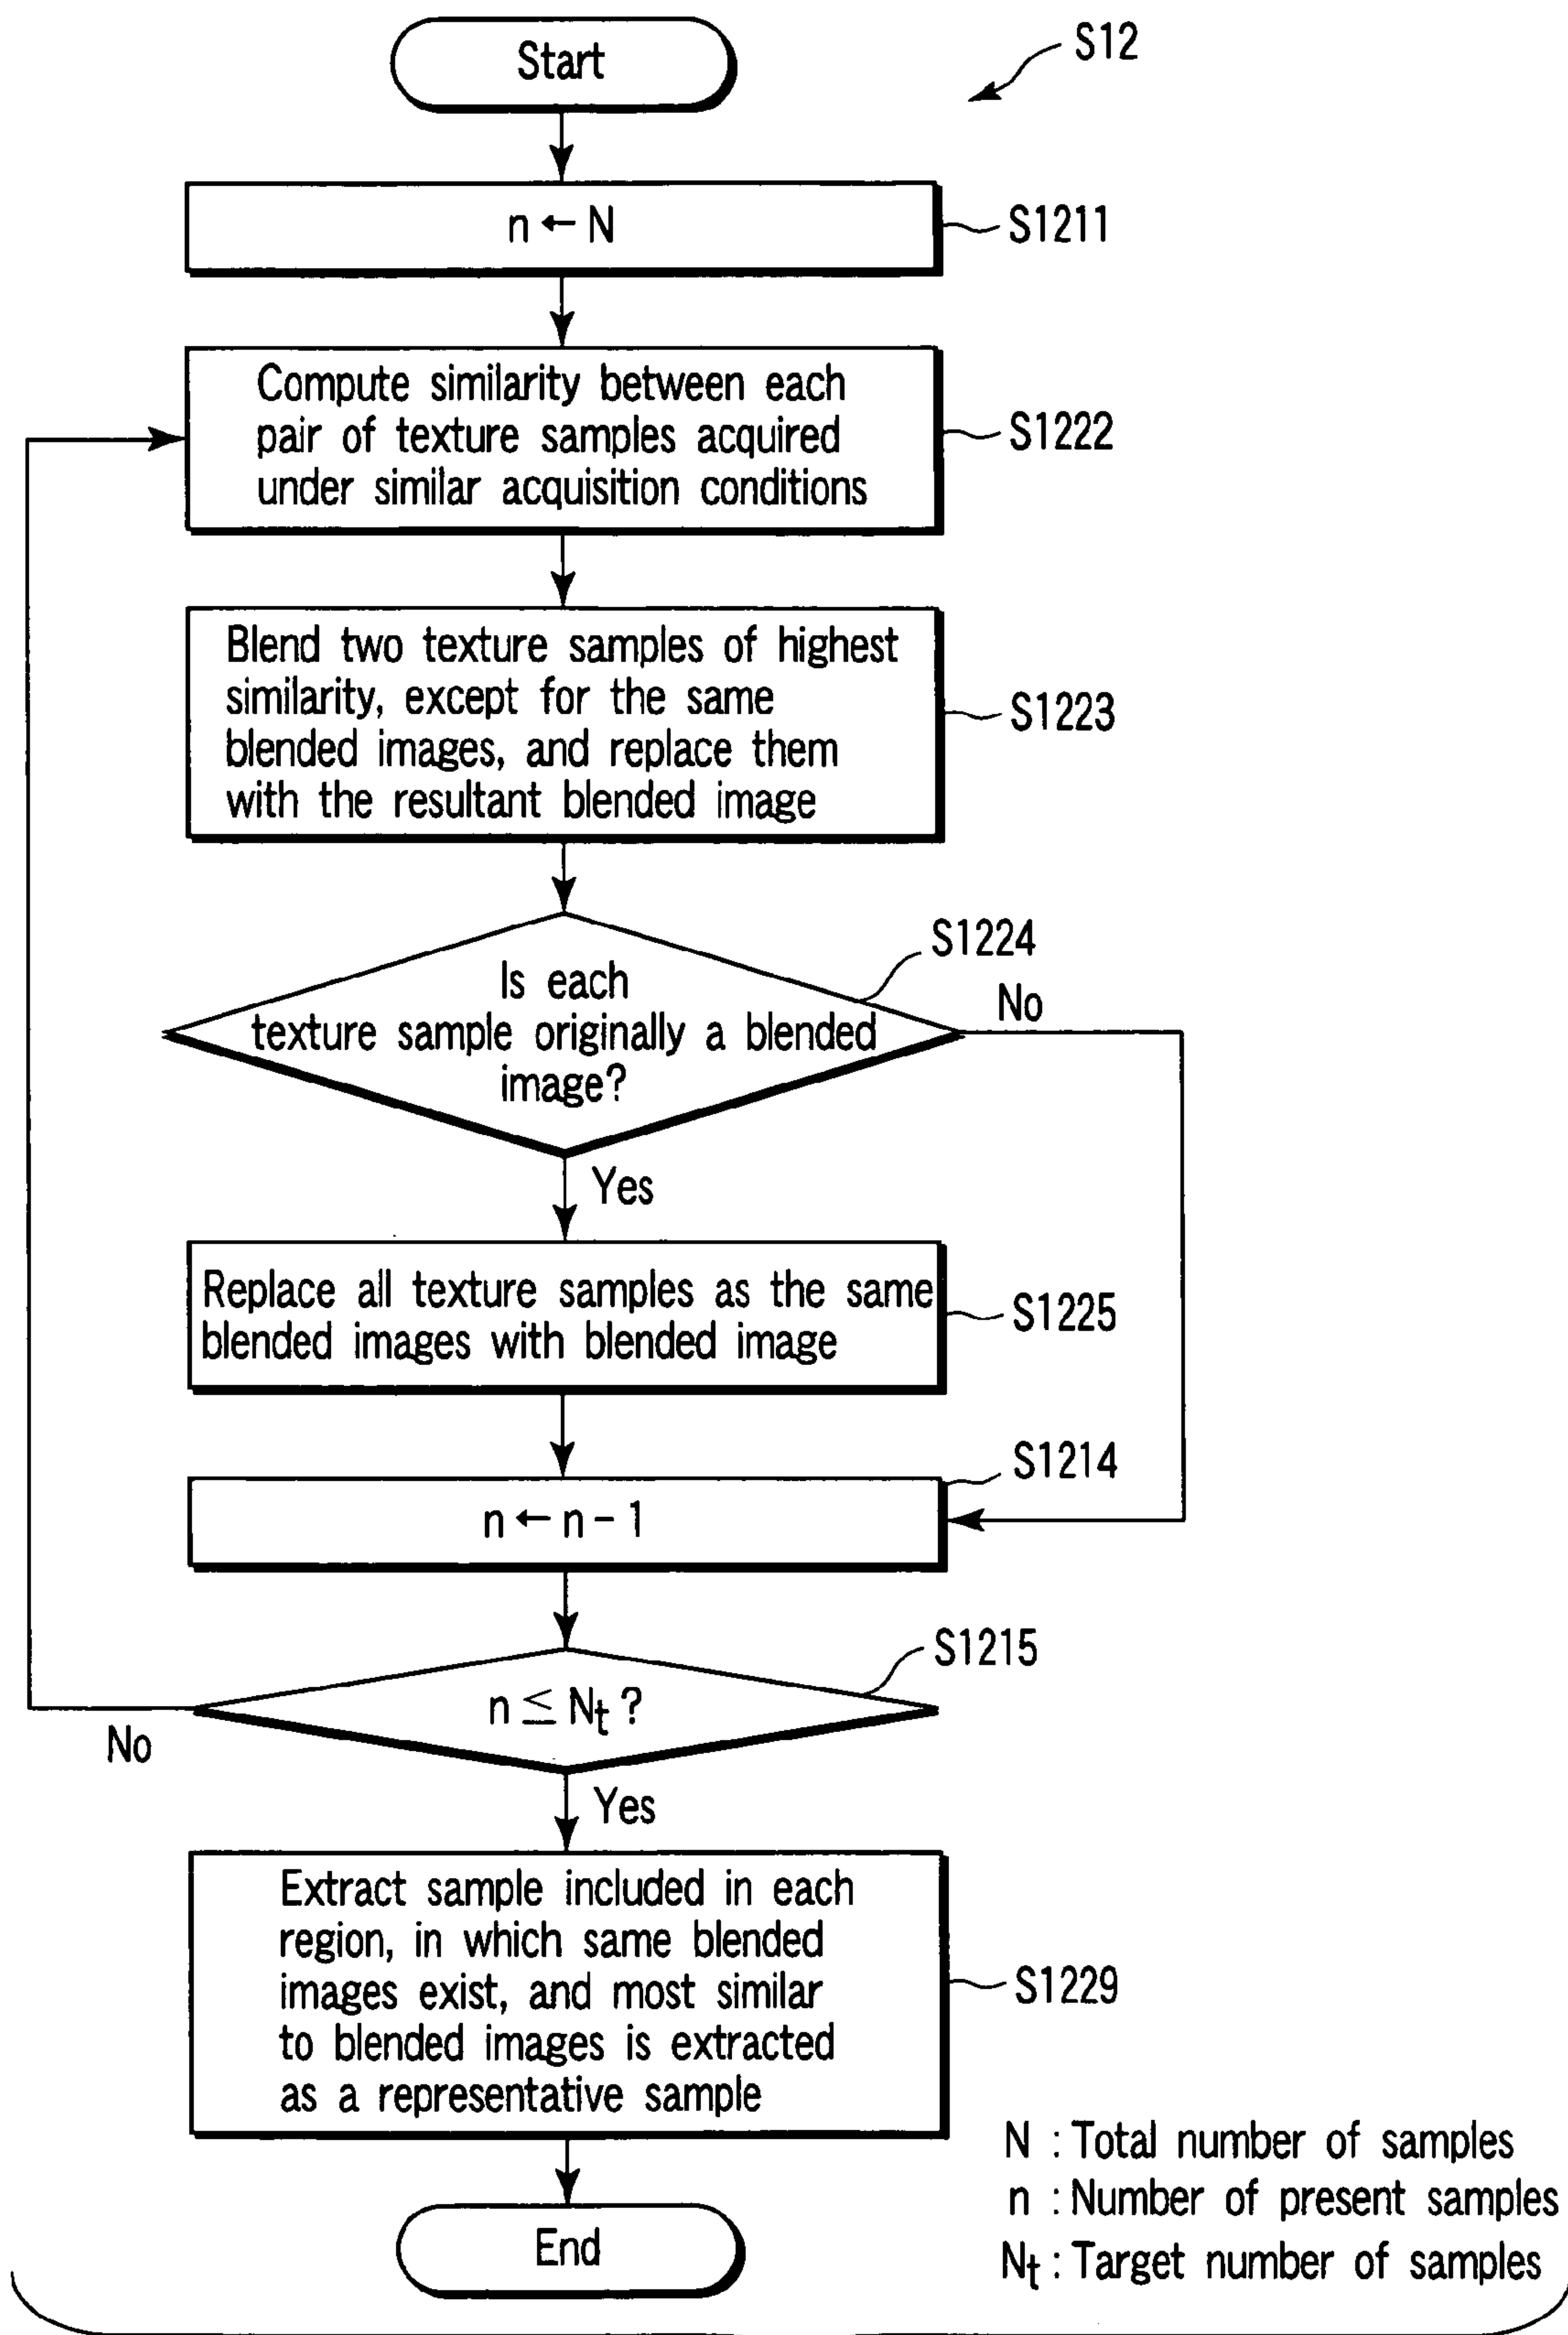 Start
S12
n ← N
S1211
Compute similarity between each
pair of texture samples acquired
under similar acquisition conditions
S1222
Blend two texture samples of highest
similarity, except for the same
blended images, and replace them
with the resultant blended image
S1223
S1224
Is each
texture sample originally a blended
image?
No
Yes
Replace all texture samples as the same
blended images with blended image
S1225
S1214
n ← n - 1
S1215
n ≦ Nt ?
No
Yes
Extract sample included in each
region, in which same blended
images exist, and most similar
to blended images is extracted
as a representative sample
S1229
End
N : Total number of samples
n : Number of present samples
Nt : Target number of samples